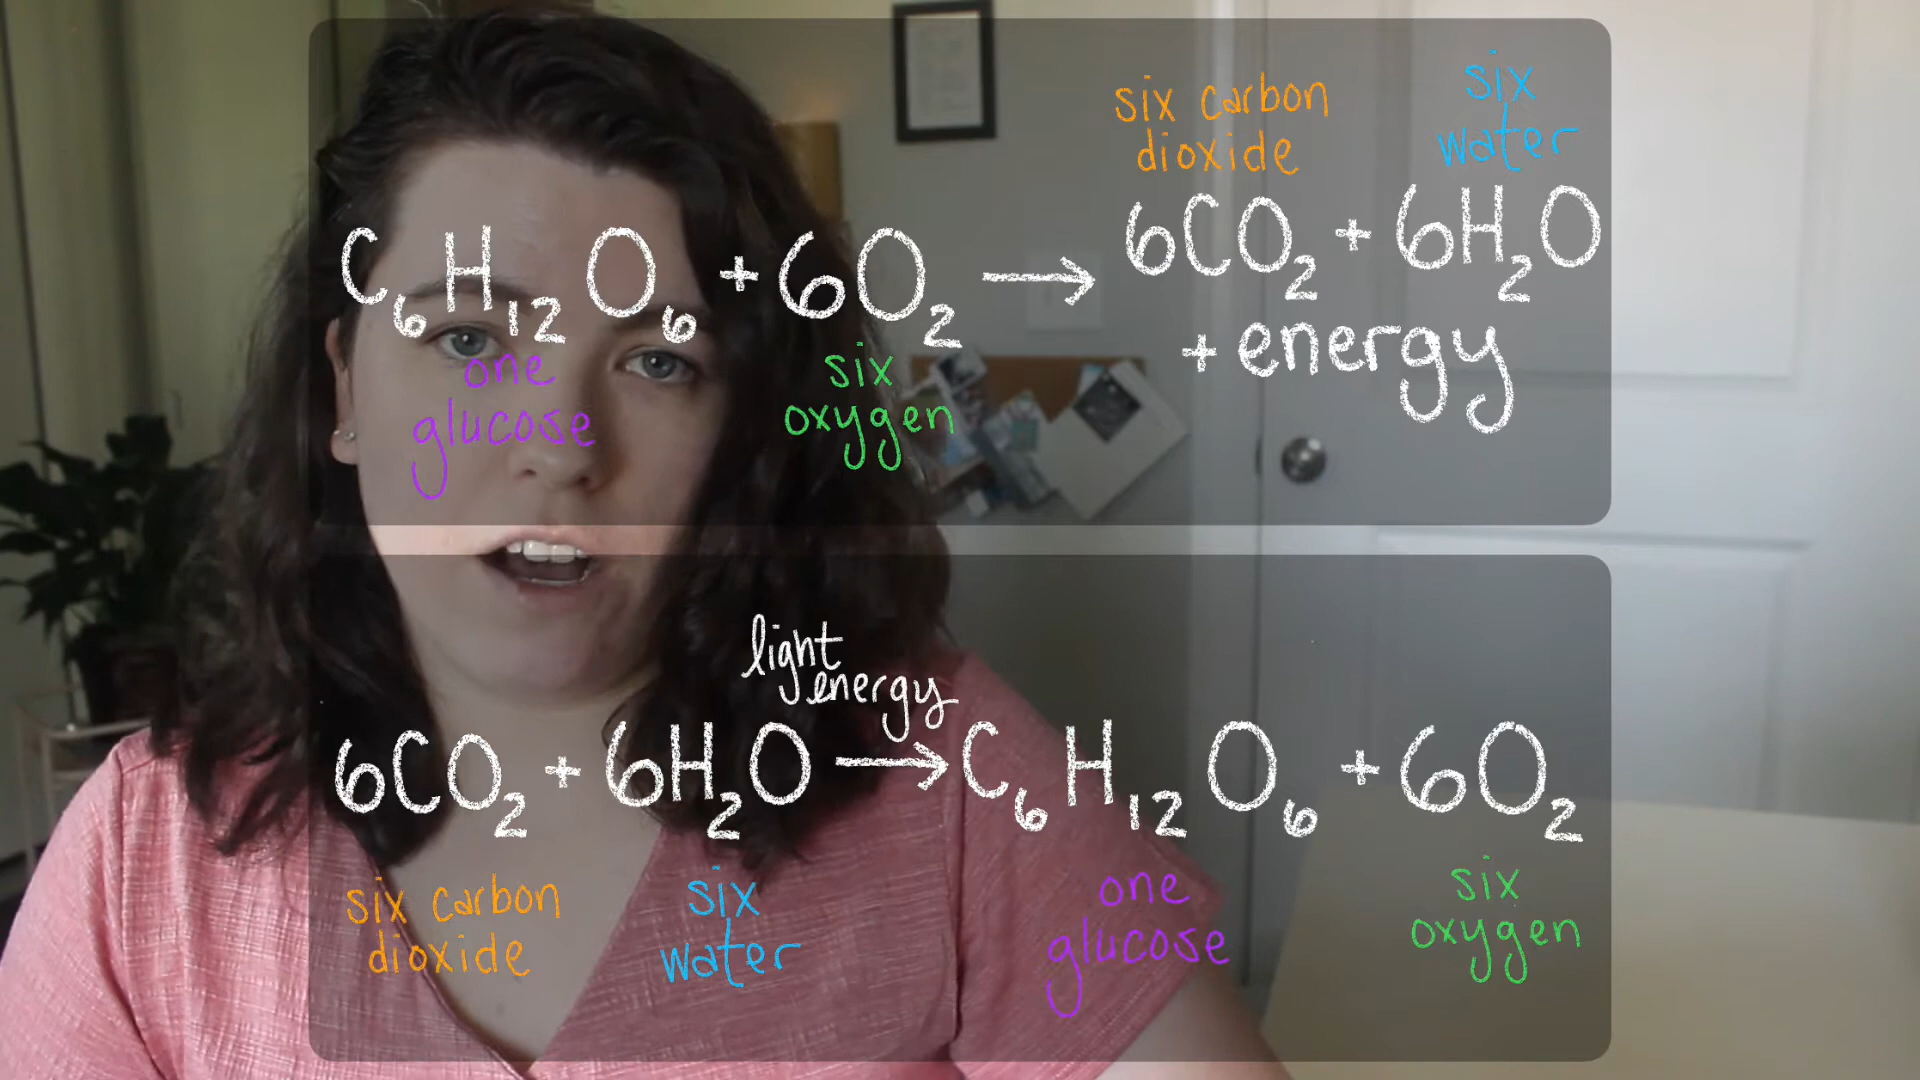 six carbon
dioxide
six
water
C₆H₁₂O₆ + 6O₂ → 6CO₂ + 6H₂O
+ energy
one
glucose
six
oxygen
light
energy
6CO₂ + 6H₂O → C₆H₁₂O₆ + 6O₂
six carbon
dioxide
six
water
one
glucose
six
oxygen